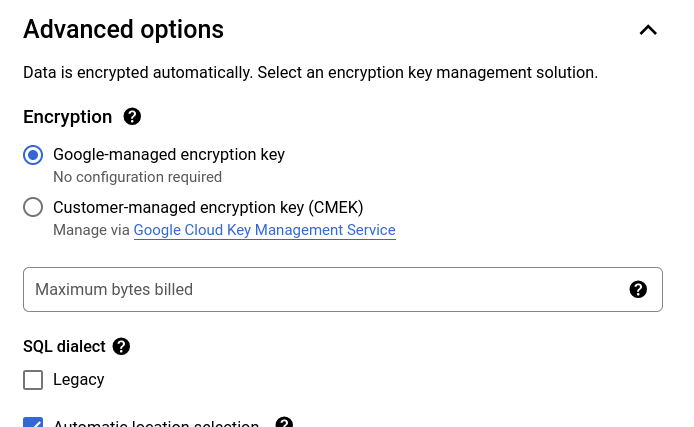 Advanced options
Data is encrypted automatically. Select an encryption key management solution.
Encryption
Google-managed encryption key
No configuration required
Customer-managed encryption key (CMEK)
Manage via Google Cloud Key Management Service
Maximum bytes billed
SQL dialect
Legacy
Automatic location selection